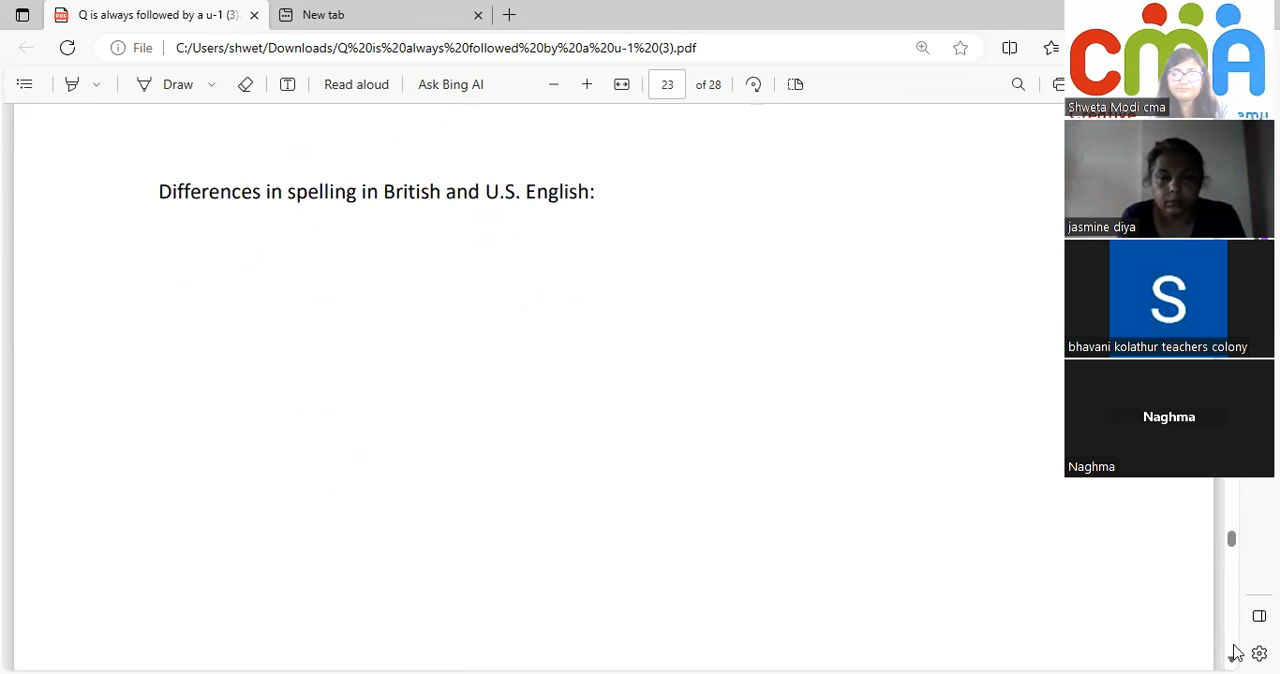 Q is always followed by a u-1 (3).
New tab
File
C:/Users/shwet/Downloads/Q%20is%20always%20followed%20by%20a%20u-1%20(3).pdf
Draw
Read aloud
Ask Bing AI
23
of 28
Differences in spelling in British and U.S. English:
cmA
Shweta Modi cma
Creative
jasmine diya
S
bhavani kolathur teachers colony
Naghma
Naghma